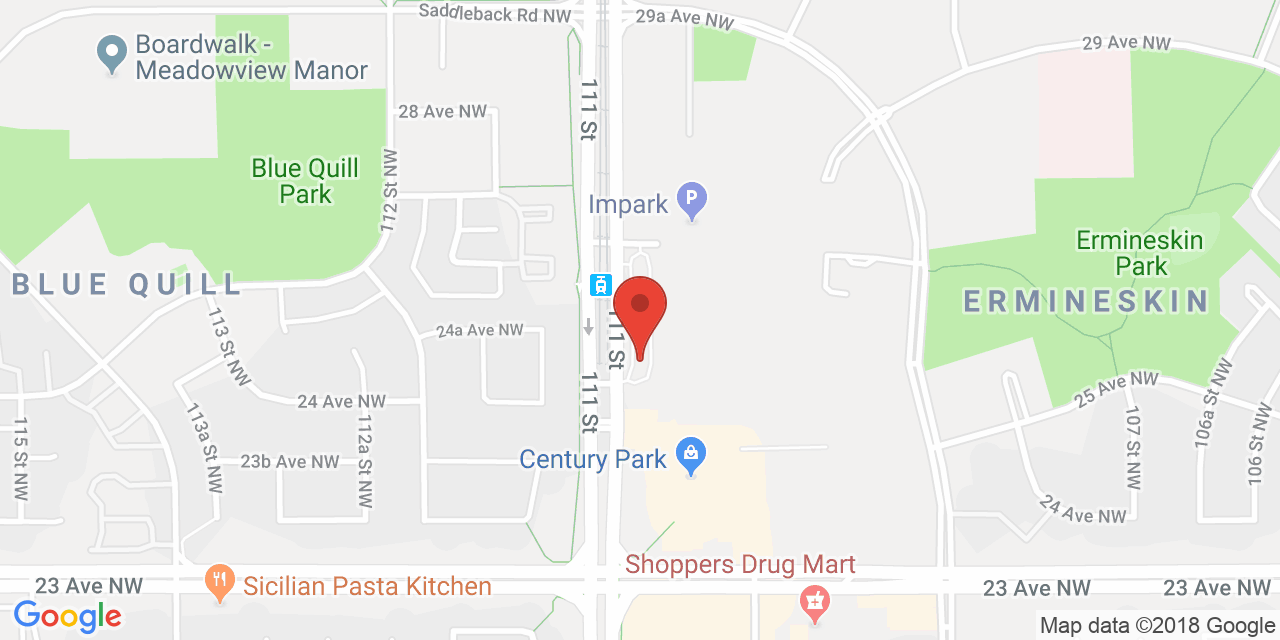 Saddleback Rd NW
29a Ave NW
29 Ave NW
Boardwalk -
Meadowview Manor
28 Ave NW
111 St
Blue Quill
Park
112 St NW
Impark
P
Ermineskin
Park
BLUE QUILL
ERMINESKIN
111 St
24a Ave NW
113 St NW
24 Ave NW
111 St
25 Ave NW
106a St NW
106 St NW
107 St NW
115 St NW
113a St NW
112a St NW
23b Ave NW
Century Park
24 Ave NW
Shoppers Drug Mart
23 Ave NW
Sicilian Pasta Kitchen
23 Ave NW
23 Ave NW
Google
Map data ©2018 Google